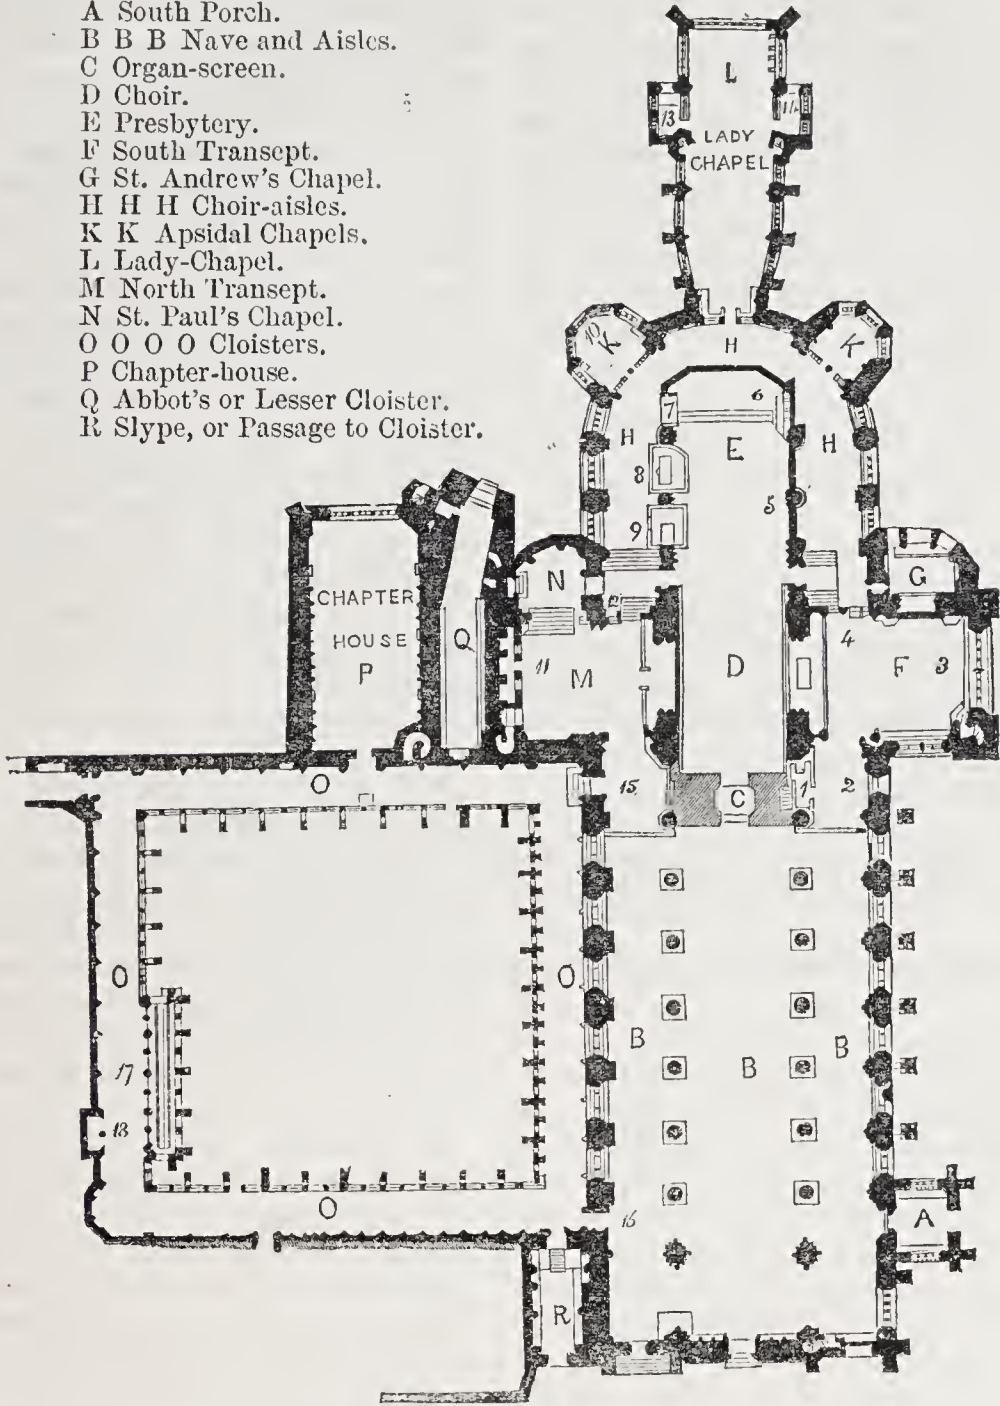 A South Porch.
B B B Nave and Aisles.
C Organ-screen.
D Choir.
E Presbytery.
F South Transept.
G St. Andrew's Chapel.
H H H Choir-aisles.
K K Apsidal Chapels.
L Lady-Chapel.
M North Transept.
N St. Paul's Chapel.
O O O O Cloisters.
P Chapter-house.
Q Abbot's or Lesser Cloister.
R Slype, or Passage to Cloister.
L
13
14
LADY
CHAPEL
10
K
H
K
7
6
H
E
H
8
5
9
N
G
12
CHAPTER
HOUSE
P
Q
11
M
D
4
F
3
O
15
C
1
2
O
O
B
B
B
17
18
O
16
A
R